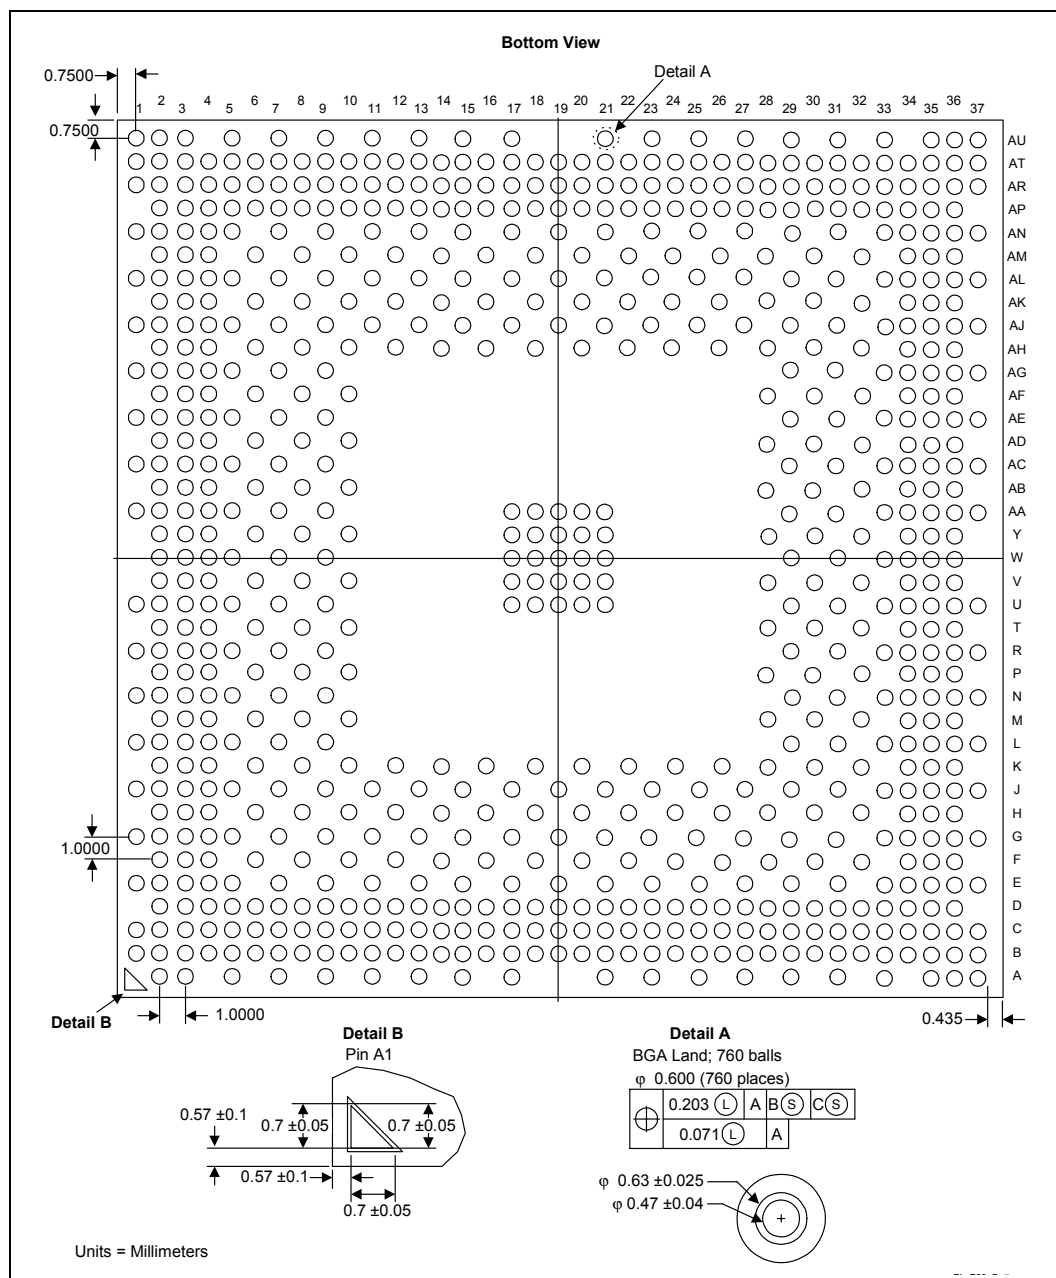 Bottom View
0.7500
Detail A
1 2 3 4 5 6 7 8 9 10 11 12 13 14 15 16 17 18 19 20 21 22 23 24 25 26 27 28 29 30 31 32 33 34 35 36 37
0.7500
AU
AT
AR
AP
AN
AM
AL
AK
AJ
AH
AG
AF
AE
AD
AC
AB
AA
Y
W
V
U
T
R
P
N
M
L
K
J
H
G
1.0000
F
E
D
C
B
A
Detail B
1.0000
0.435
Detail B
Pin A1
0.57 ±0.1
0.7 ±0.05
0.7 ±0.05
0.57 ±0.1
0.7 ±0.05
Detail A
BGA Land; 760 balls
φ 0.600 (760 places)
0.203 L A B S C S
0.071 L A
φ 0.63 ±0.025
φ 0.47 ±0.04
Units = Millimeters